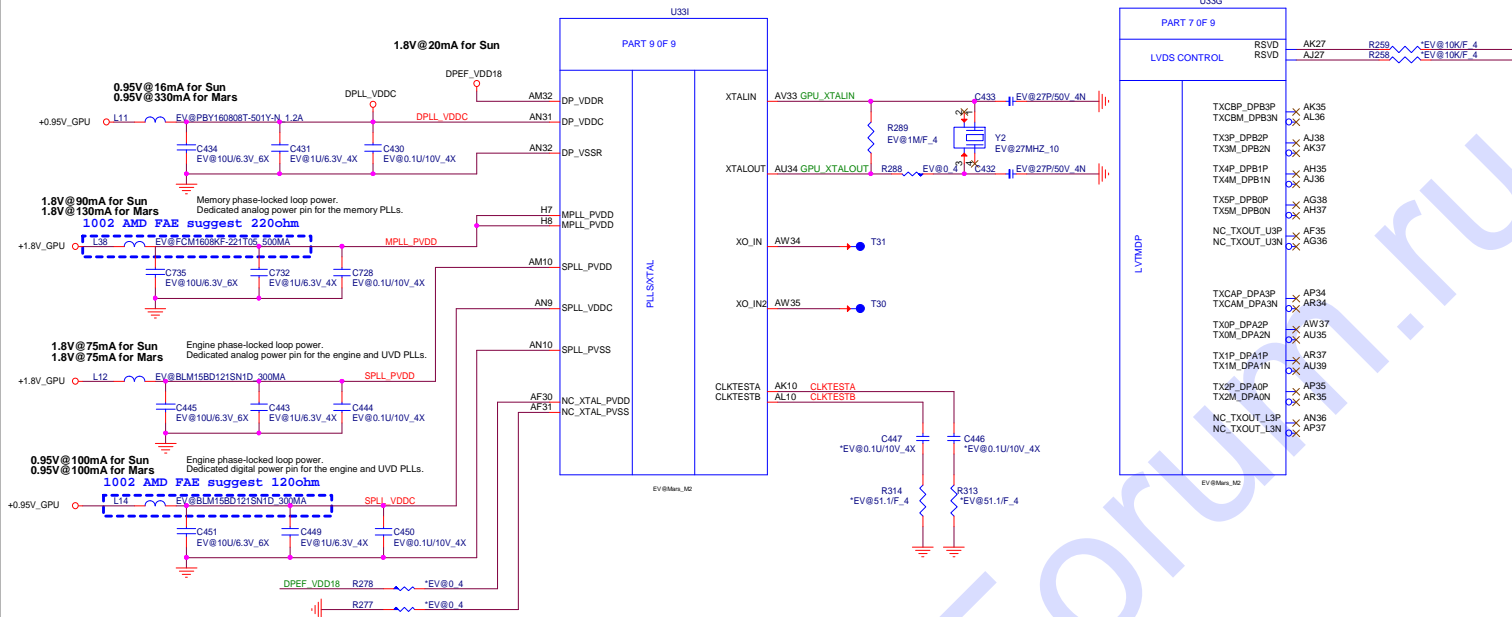 U33I
PART 9 0F 9
PLLS/XTAL
EV@Mars_M2
1.8V@20mA for Sun
DPEF_VDD18
AM32 DP_VDDR
0.95V@16mA for Sun
0.95V@330mA for Mars
DPLL_VDDC
+0.95V_GPU L11 EV@PBY160808T-501Y-N_1.2A DPLL_VDDC AN31 DP_VDDC
C434
EV@10U/6.3V_6X
C431
EV@1U/6.3V_4X
C430
EV@0.1U/10V_4X
AN32 DP_VSSR
1.8V@90mA for Sun
1.8V@130mA for Mars
Memory phase-locked loop power.
Dedicated analog power pin for the memory PLLs.
1002 AMD FAE suggest 220ohm
H7 MPLL_PVDD
H8 MPLL_PVDD
+1.8V_GPU L38 EV@FCM1608KF-221T05_500MA MPLL_PVDD
C735
EV@10U/6.3V_6X
C732
EV@1U/6.3V_4X
C728
EV@0.1U/10V_4X
AM10 SPLL_PVDD
AN9 SPLL_VDDC
AN10 SPLL_PVSS
1.8V@75mA for Sun
1.8V@75mA for Mars
Engine phase-locked loop power.
Dedicated analog power pin for the engine and UVD PLLs.
+1.8V_GPU L12 EV@BLM15BD121SN1D_300MA SPLL_PVDD
C445
EV@10U/6.3V_6X
C443
EV@1U/6.3V_4X
C444
EV@0.1U/10V_4X
AF30 NC_XTAL_PVDD
AF31 NC_XTAL_PVSS
0.95V@100mA for Sun
0.95V@100mA for Mars
Engine phase-locked loop power.
Dedicated digital power pin for the engine and UVD PLLs.
1002 AMD FAE suggest 120ohm
+0.95V_GPU L14 EV@BLM15BD121SN1D_300MA SPLL_VDDC
C451
EV@10U/6.3V_6X
C449
EV@1U/6.3V_4X
C450
EV@0.1U/10V_4X
DPEF_VDD18 R278 *EV@0_4
R277 *EV@0_4
XTALIN AV33 GPU_XTALIN
C433 EV@27P/50V_4N
R289
EV@1M/F_4
2 1
Y2
EV@27MHZ_10
3 4
XTALOUT AU34 GPU_XTALOUT R288 EV@0_4 C432 EV@27P/50V_4N
XO_IN AW34 T31
XO_IN2 AW35 T30
CLKTESTA AK10 CLKTESTA
CLKTESTB AL10 CLKTESTB
C447
*EV@0.1U/10V_4X
C446
*EV@0.1U/10V_4X
R314
*EV@51.1/F_4
R313
*EV@51.1/F_4
U33G
PART 7 0F 9
LVDS CONTROL
LVTMDP
EV@Mars_M2
RSVD AK27 R259 *EV@10K/F_4
RSVD AJ27 R258 *EV@10K/F_4
TXCBP_DPB3P AK35
TXCBM_DPB3N AL36
TX3P_DPB2P AJ38
TX3M_DPB2N AK37
TX4P_DPB1P AH35
TX4M_DPB1N AJ36
TX5P_DPB0P AG38
TX5M_DPB0N AH37
NC_TXOUT_U3P AF35
NC_TXOUT_U3N AG36
TXCAP_DPA3P AP34
TXCAM_DPA3N AR34
TX0P_DPA2P AW37
TX0M_DPA2N AU35
TX1P_DPA1P AR37
TX1M_DPA1N AU39
TX2P_DPA0P AP35
TX2M_DPA0N AR35
NC_TXOUT_L3P AN36
NC_TXOUT_L3N AP37
Forum.ru